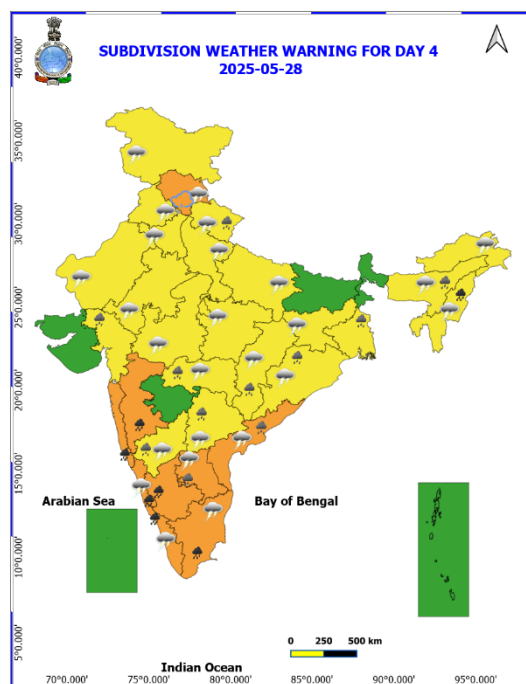 SUBDIVISION WEATHER WARNING FOR DAY 4
2025-05-28
40°0.000'
35°0.000'
30°0.000'
25°0.000'
20°0.000'
15°0.000'
10°0.000'
5°0.000'
Arabian Sea
Bay of Bengal
0 250 500 km
Indian Ocean
70°0.000' 75°0.000' 80°0.000' 85°0.000' 90°0.000' 95°0.000'